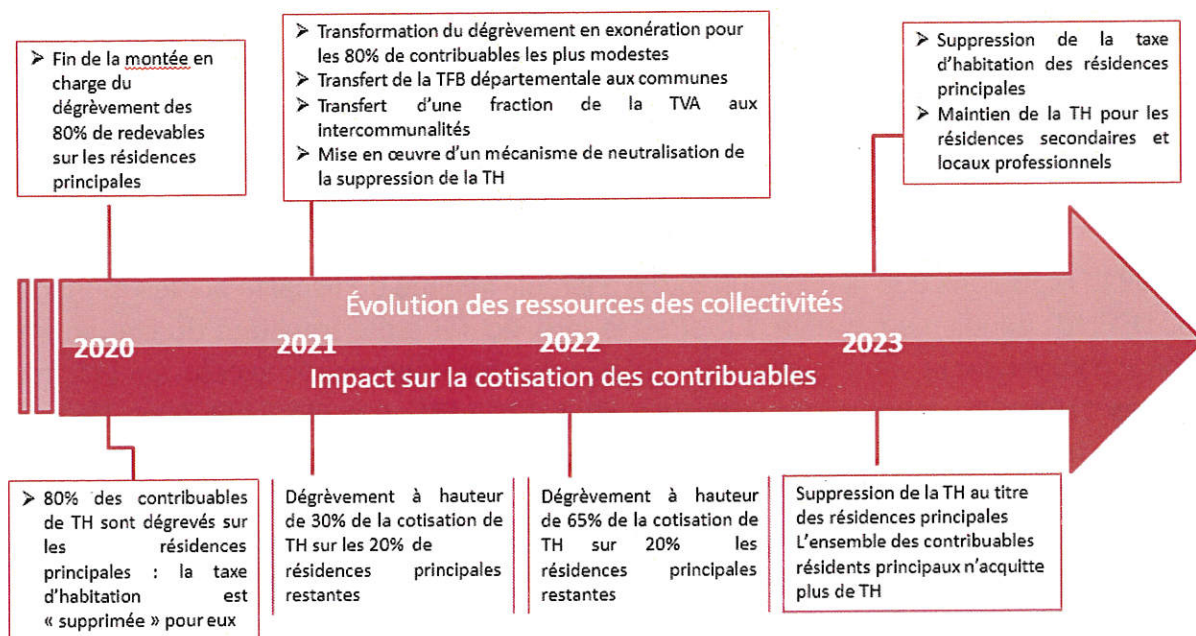 ➢ Fin de la montée en
charge du
dégrèvement des
80% de redevables
sur les résidences
principales
➢ Transformation du dégrèvement en exonération pour
les 80% de contribuables les plus modestes
➢ Transfert de la TFB départementale aux communes
➢ Transfert d'une fraction de la TVA aux
intercommunalités
➢ Mise en œuvre d'un mécanisme de neutralisation de
la suppression de la TH
➢ Suppression de la taxe
d'habitation des résidences
principales
➢ Maintien de la TH pour les
résidences secondaires et
locaux professionnels
Évolution des ressources des collectivités
2020 2021 2022 2023
Impact sur la cotisation des contribuables
➢ 80% des contribuables
de TH sont dégrevés sur
les résidences
principales : la taxe
d'habitation est
« supprimée » pour eux
Dégrèvement à hauteur
de 30% de la cotisation de
TH sur les 20% de
résidences principales
restantes
Dégrèvement à hauteur
de 65% de la cotisation de
TH sur 20% les
résidences principales
restantes
Suppression de la TH au titre
des résidences principales
L'ensemble des contribuables
résidents principaux n'acquitte
plus de TH